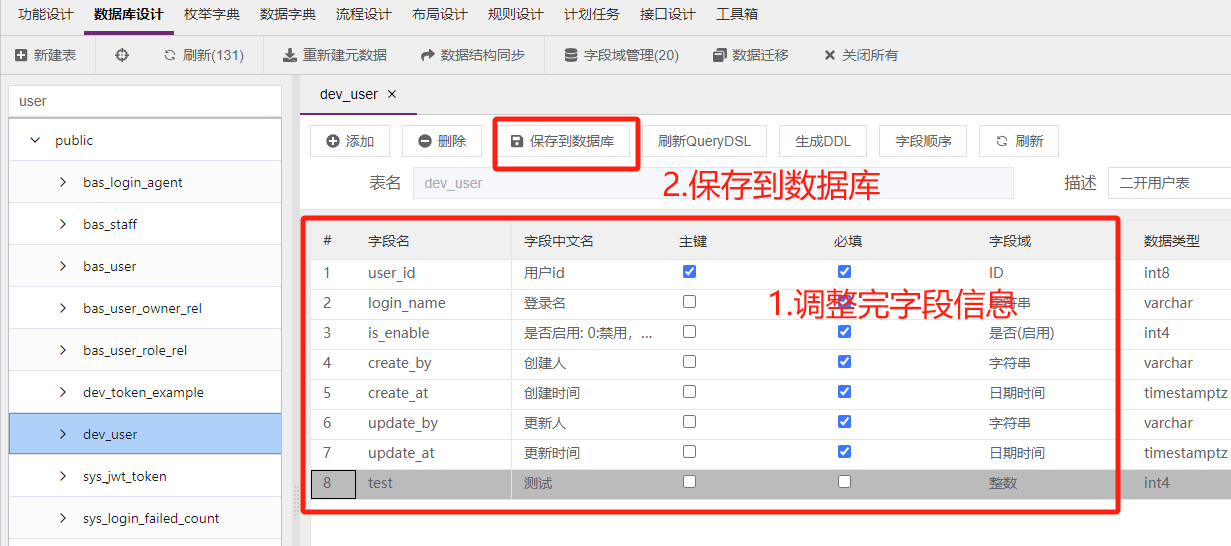 功能设计 数据库设计 枚举字典 数据字典 流程设计 布局设计 规则设计 计划任务 接口设计 工具箱
新建表 刷新(131) 重新建元数据 数据结构同步 字段域管理(20) 数据迁移 关闭所有
user
public
bas_login_agent
bas_staff
bas_user
bas_user_owner_rel
bas_user_role_rel
dev_token_example
dev_user
sys_jwt_token
sys_login_failed_count
dev_user
添加 删除 保存到数据库 刷新QueryDSL 生成DDL 字段顺序 刷新
表名 dev_user 描述 二开用户表
2.保存到数据库
# 字段名 字段中文名 主键 必填 字段域 数据类型
1 user_id 用户id ID int8
2 login_name 登录名 字符串 varchar
1.调整完字段信息
3 is_enable 是否启用: 0:禁用，... 是否(启用) int4
4 create_by 创建人 字符串 varchar
5 create_at 创建时间 日期时间 timestamptz
6 update_by 更新人 字符串 varchar
7 update_at 更新时间 日期时间 timestamptz
8 test 测试 整数 int4